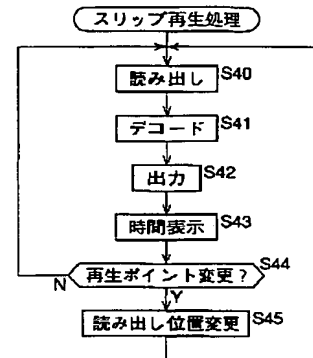 スリップ再生処理
読み出し S40
デコード S41
出力 S42
時間表示 S43
再生ポイント変更? S44
N
Y
読み出し位置変更 S45